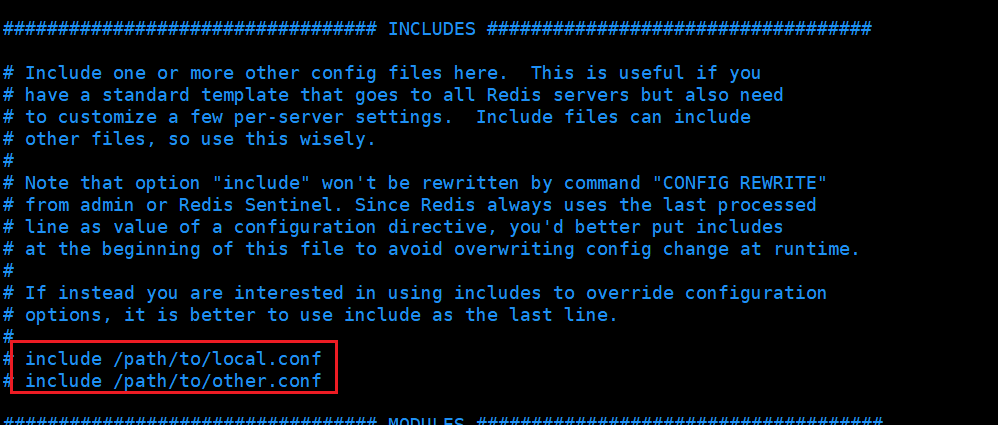 ################################## INCLUDES ###################################
# Include one or more other config files here.  This is useful if you
# have a standard template that goes to all Redis servers but also need
# to customize a few per-server settings.  Include files can include
# other files, so use this wisely.
#
# Note that option "include" won't be rewritten by command "CONFIG REWRITE"
# from admin or Redis Sentinel. Since Redis always uses the last processed
# line as value of a configuration directive, you'd better put includes
# at the beginning of this file to avoid overwriting config change at runtime.
#
# If instead you are interested in using includes to override configuration
# options, it is better to use include as the last line.
#
# include /path/to/local.conf
# include /path/to/other.conf
################################## MODULES #####################################